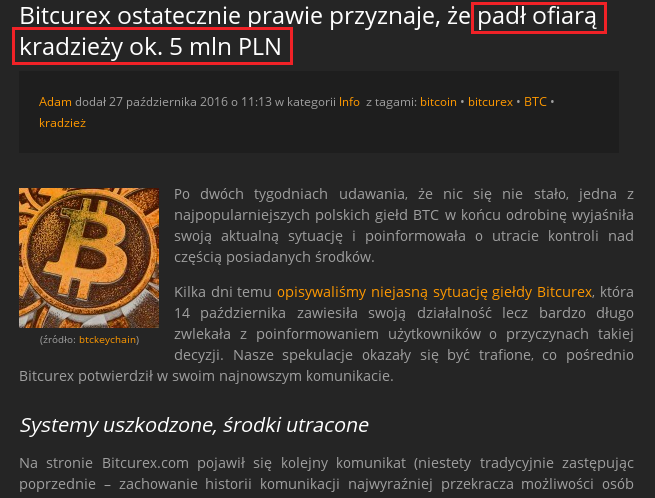 Bitcurex ostatecznie prawie przyznaje, że padł ofiarą
kradzieży ok. 5 mln PLN
Adam dodał 27 października 2016 o 11:13 w kategorii Info z tagami: bitcoin • bitcurex • BTC •
kradzież
Po dwóch tygodniach udawania, że nic się nie stało, jedna z
najpopularniejszych polskich giełd BTC w końcu odrobinę wyjaśniła
swoją aktualną sytuację i poinformowała o utracie kontroli nad
częścią posiadanych środków.
(źródło: btckeychain)
Kilka dni temu opisywaliśmy niejasną sytuację giełdy Bitcurex, która
14 października zawiesiła swoją działalność lecz bardzo długo
zwlekała z poinformowaniem użytkowników o przyczynach takiej
decyzji. Nasze spekulacje okazały się być trafione, co pośrednio
Bitcurex potwierdził w swoim najnowszym komunikacie.
Systemy uszkodzone, środki utracone
Na stronie Bitcurex.com pojawił się kolejny komunikat (niestety tradycyjnie zastępując
poprzednie – zachowanie historii komunikacji najwyraźniej przekracza możliwości osób